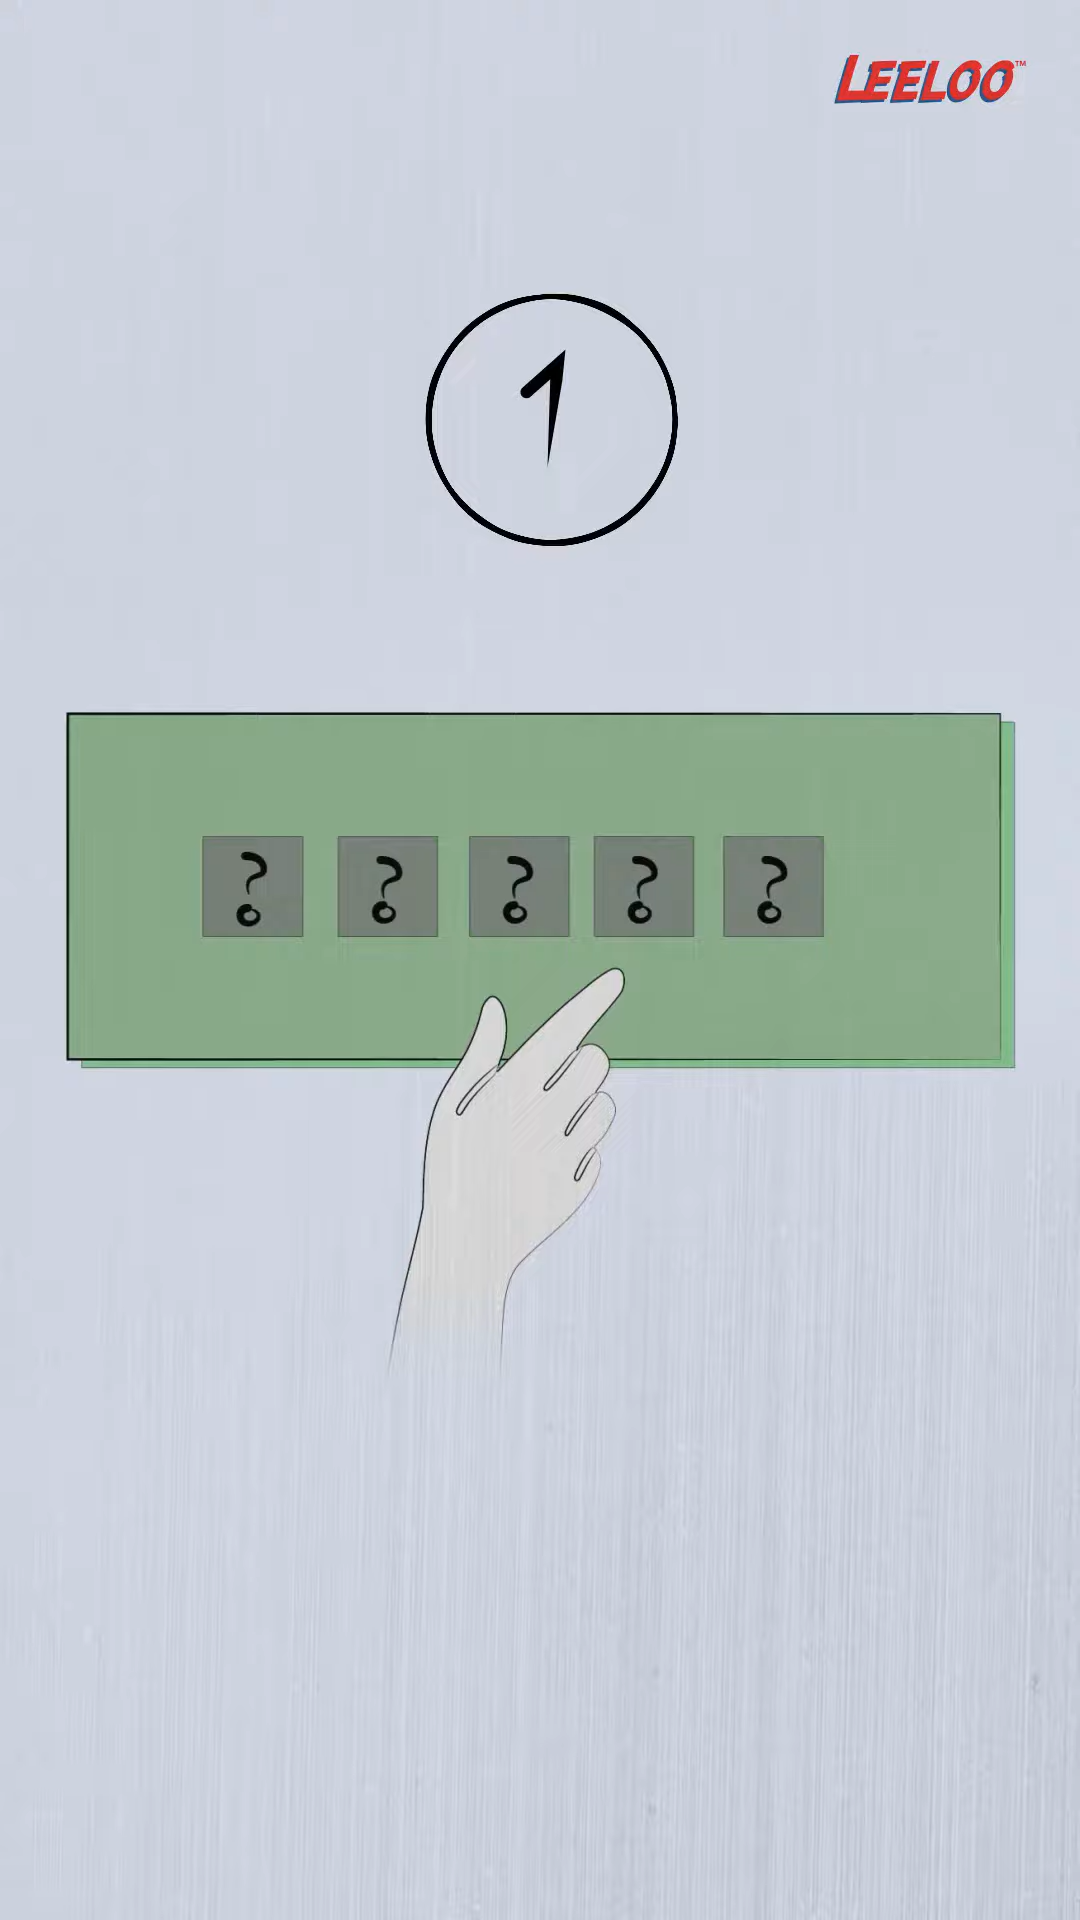 LEELOO™
1
? ? ? ? ?